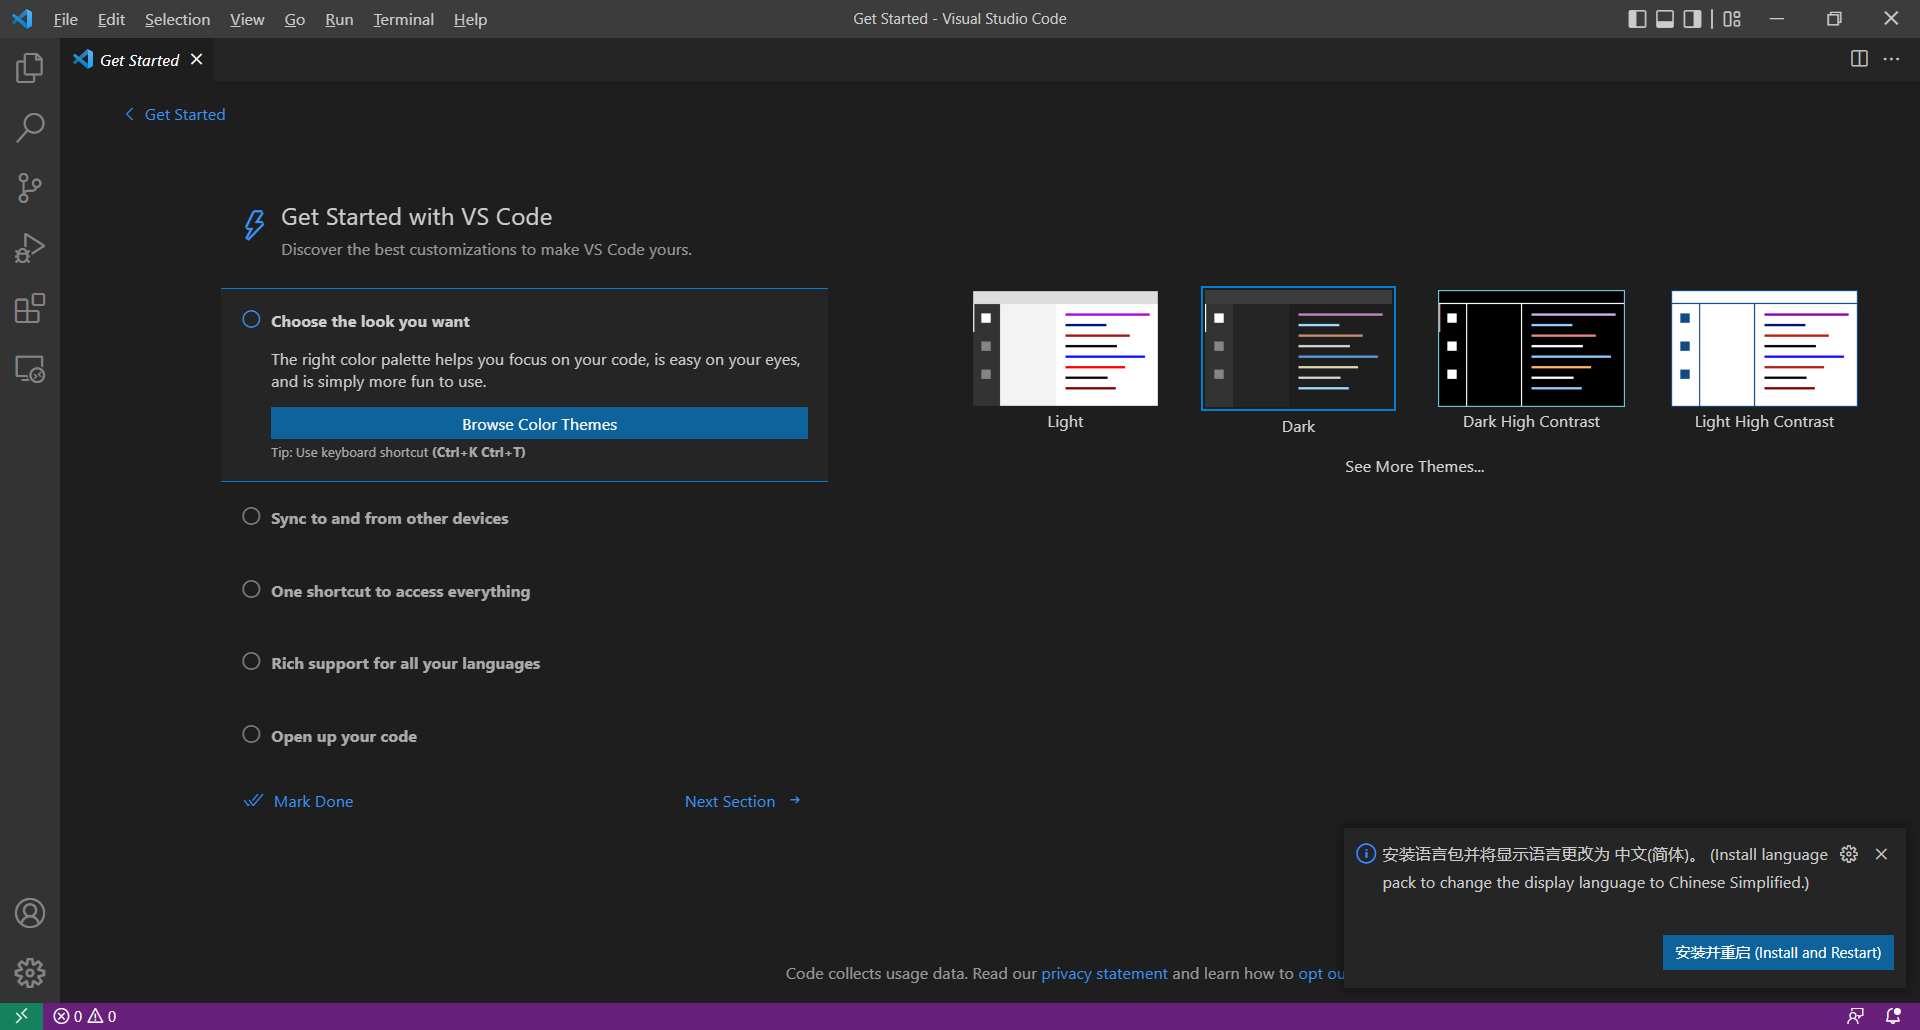 File Edit Selection View Go Run Terminal Help
Get Started - Visual Studio Code
Get Started
Get Started
Get Started with VS Code
Discover the best customizations to make VS Code yours.
Choose the look you want
The right color palette helps you focus on your code, is easy on your eyes,
and is simply more fun to use.
Browse Color Themes
Tip: Use keyboard shortcut (Ctrl+K Ctrl+T)
Sync to and from other devices
One shortcut to access everything
Rich support for all your languages
Open up your code
Mark Done
Next Section
Light
Dark
Dark High Contrast
Light High Contrast
See More Themes...
Code collects usage data. Read our privacy statement and learn how to opt ou
安装语言包并将显示语言更改为 中文(简体)。 (Install language
pack to change the display language to Chinese Simplified.)
安装并重启 (Install and Restart)
0 0